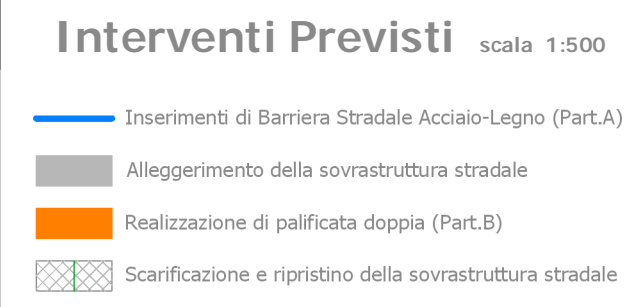 Interventi Previsti scala 1:500
Inserimenti di Barriera Stradale Acciaio-Legno (Part.A)
Alleggerimento della sovrastruttura stradale
Realizzazione di palificata doppia (Part.B)
Scarificazione e ripristino della sovrastruttura stradale